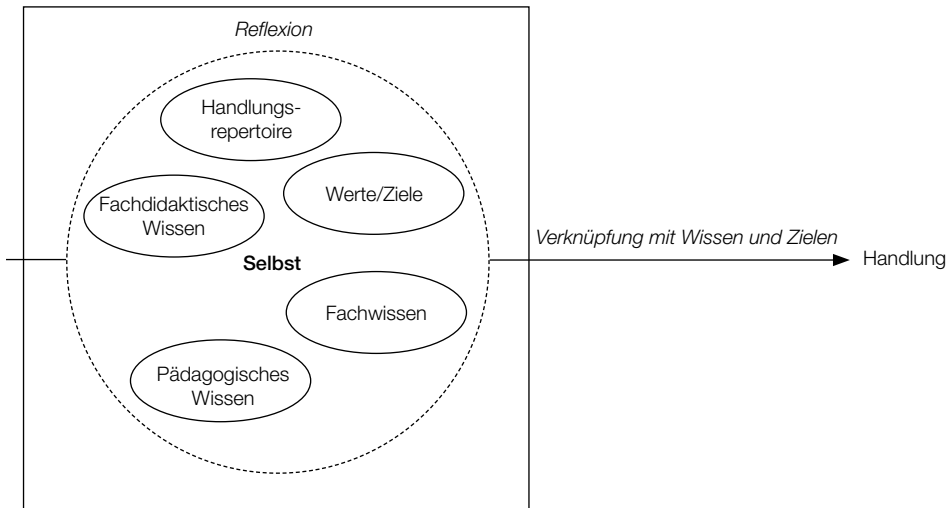 Reflexion
Handlungs-
repertoire
Werte/Ziele
Fachdidaktisches
Wissen
Verknüpfung mit Wissen und Zielen
Selbst
Handlung
Fachwissen
Pädagogisches
Wissen